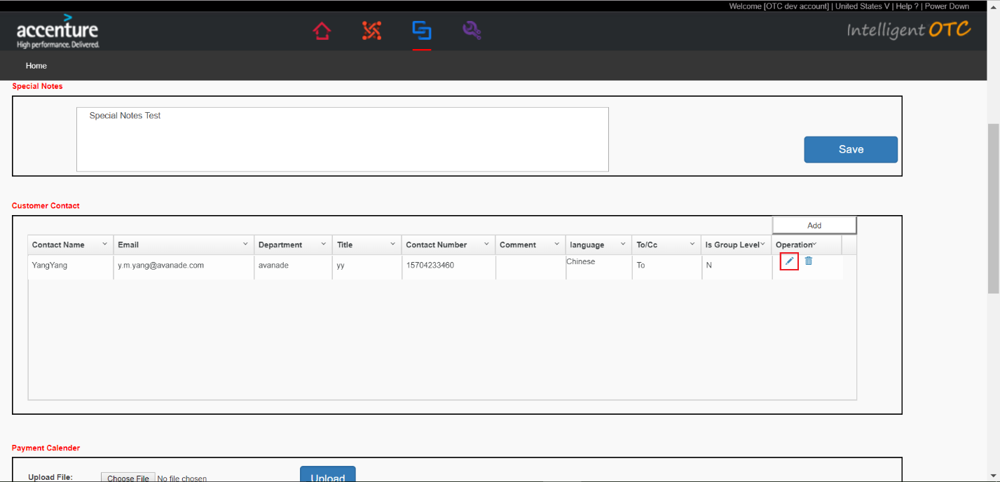 Welcome [OTC dev account] | United States V | Help ? | Power Down
accenture
High performance. Delivered.
Intelligent OTC
Home
Special Notes
Special Notes Test
Save
Customer Contact
Add
Contact Name Email Department Title Contact Number Comment language To/Cc Is Group Level Operation
YangYang y.m.yang@avanade.com avanade yy 15704233460 Chinese To N
Payment Calender
Upload File: Choose File No file chosen Upload